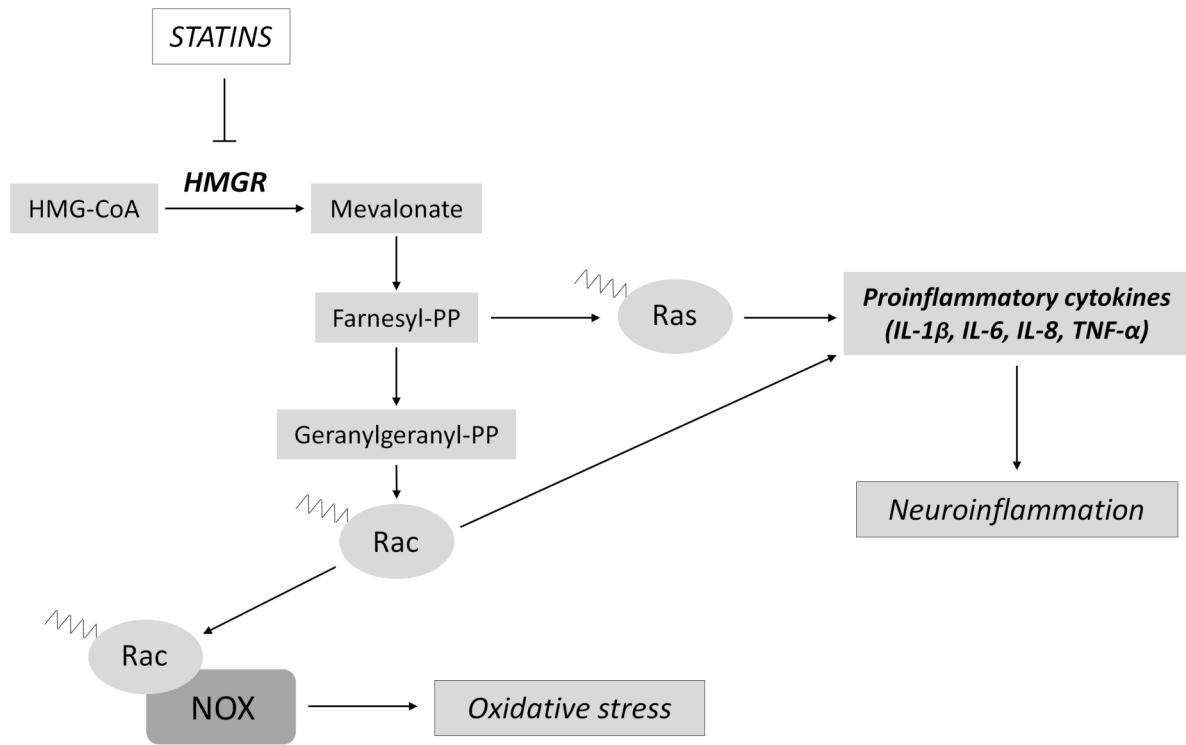 STATINS
HMGR
HMG-CoA
Mevalonate
Farnesyl-PP
Ras
Proinflammatory cytokines
(IL-1β, IL-6, IL-8, TNF-α)
Geranylgeranyl-PP
Neuroinflammation
Rac
Rac
NOX
Oxidative stress